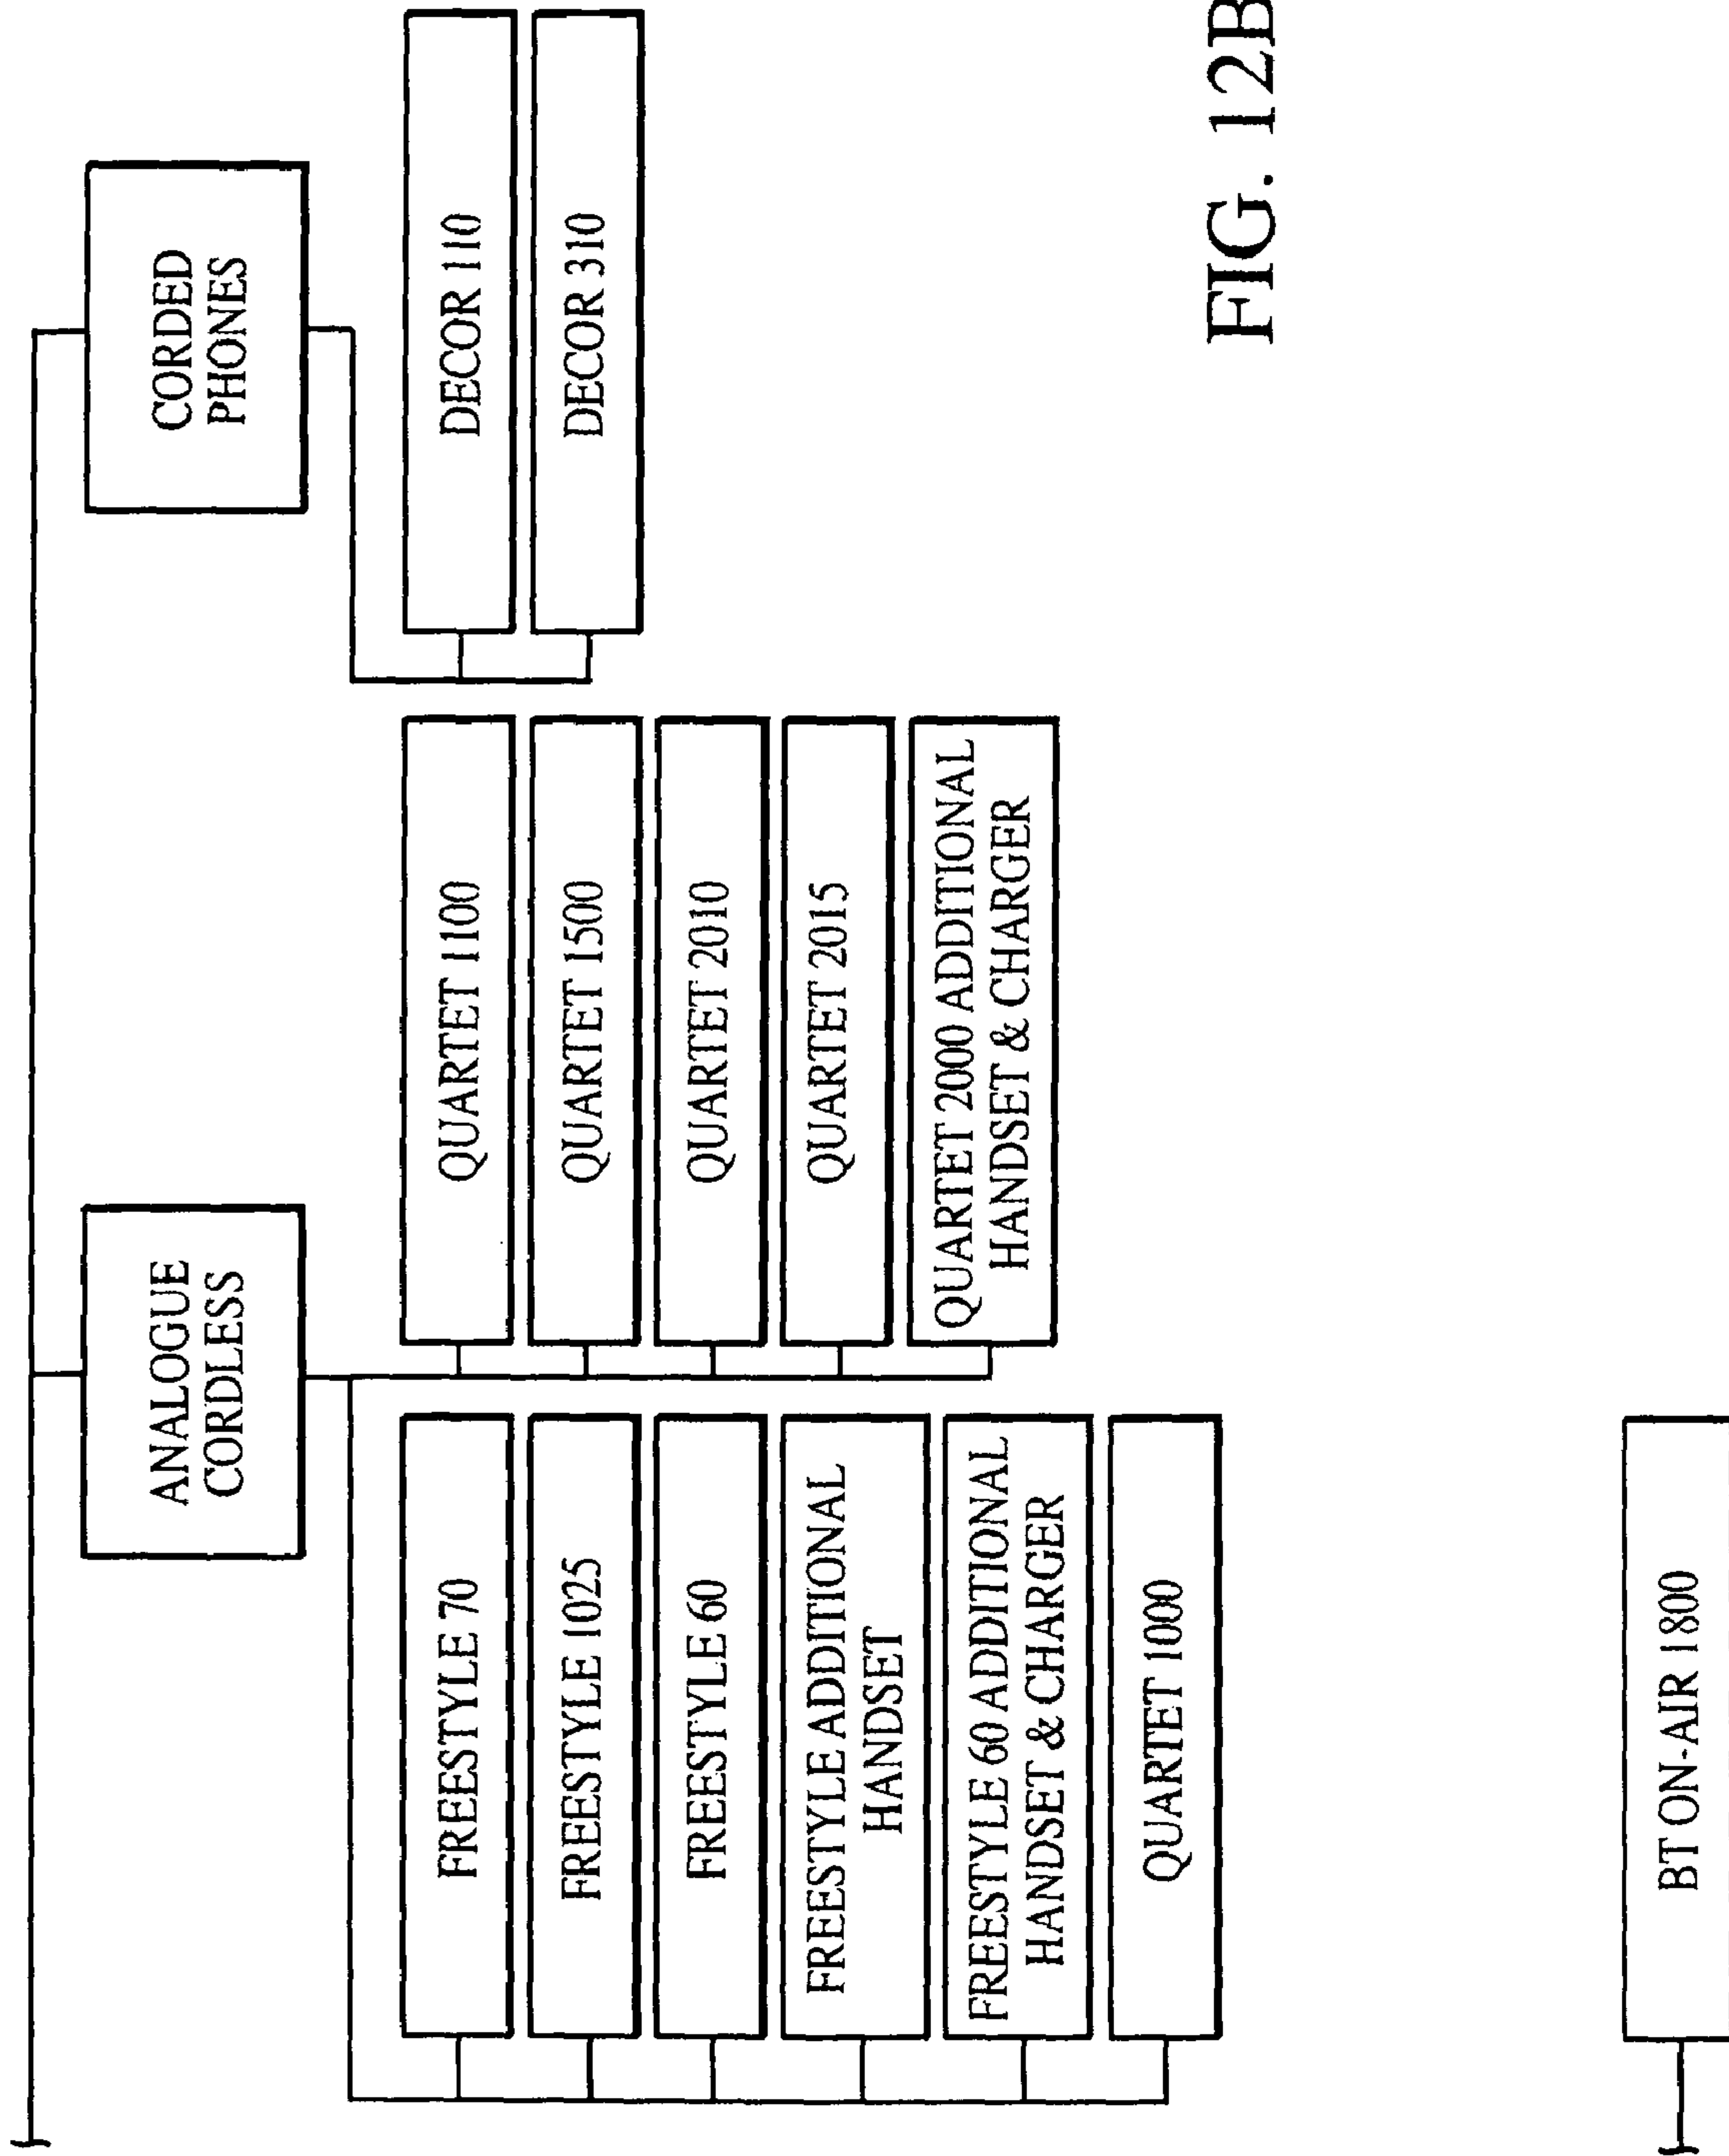 ANALOGUE
CORDLESS
CORDED
PHONES
FREESTYLE 70
FREESTYLE 1025
FREESTYLE 60
FREESTYLE ADDITIONAL
HANDSET
FREESTYLE 60 ADDITIONAL
HANDSET & CHARGER
QUARTET 1000
QUARTET 1100
QUARTET 1500
QUARTET 2010
QUARTET 2015
QUARTET 2000 ADDITIONAL
HANDSET & CHARGER
DECOR 110
DECOR 310
BT ON-AIR 1800
FIG. 12B